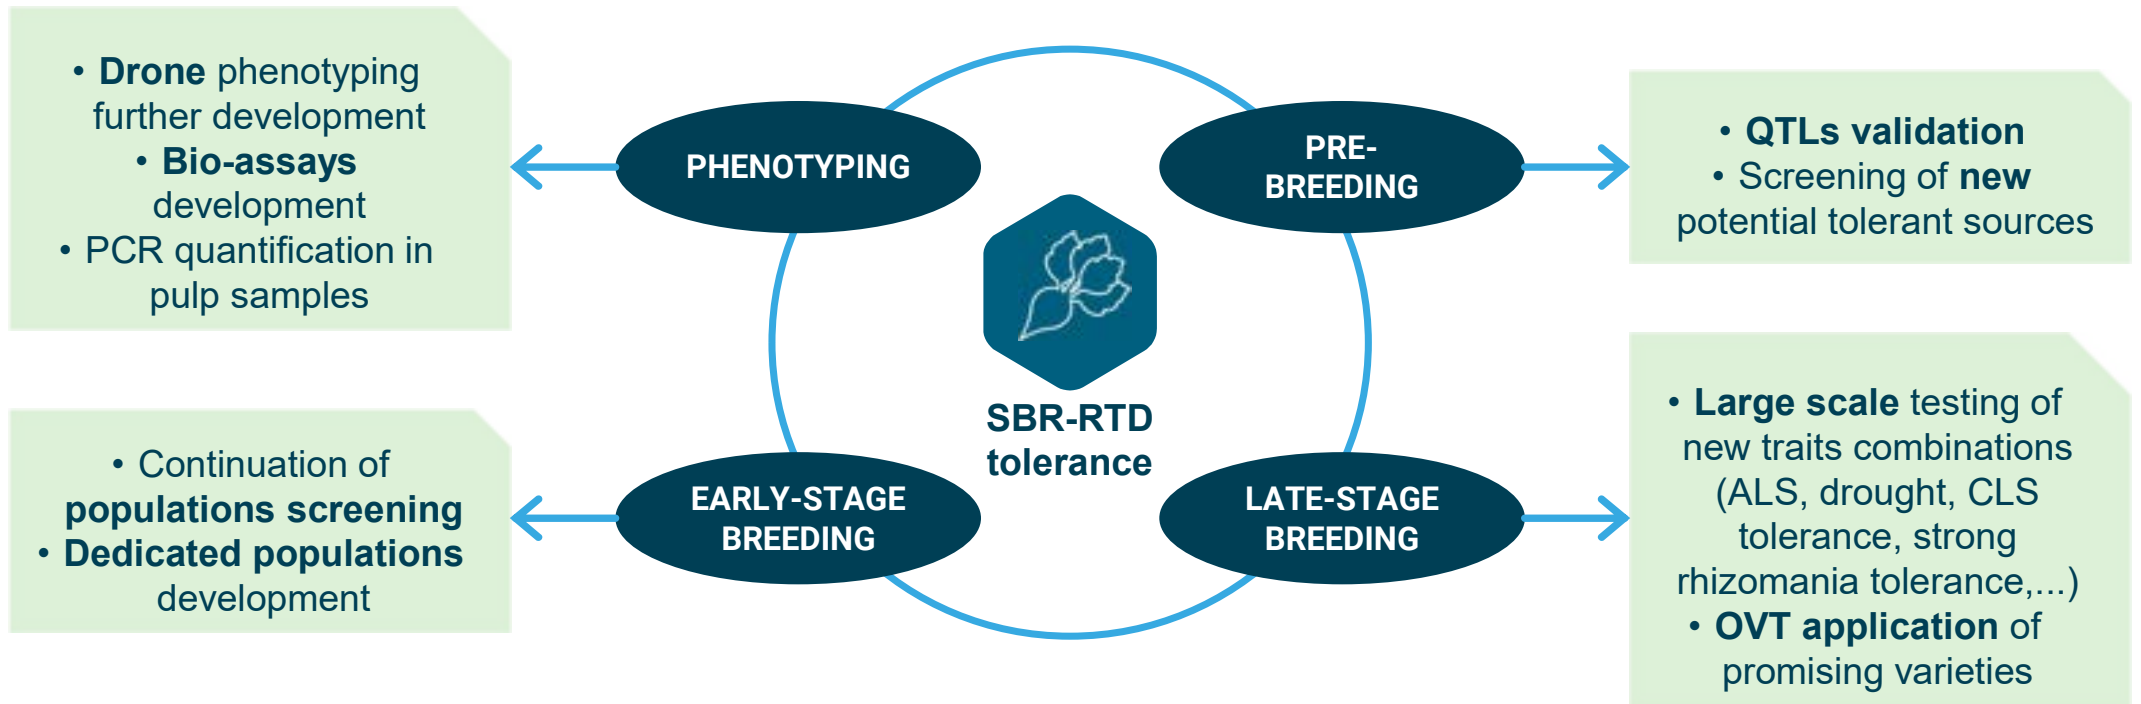 • Drone phenotyping
further development
• Bio-assays
development
• PCR quantification in
pulp samples
PHENOTYPING
PRE-
BREEDING
• QTLs validation
• Screening of new
potential tolerant sources
SBR-RTD
tolerance
• Continuation of
populations screening
• Dedicated populations
development
EARLY-STAGE
BREEDING
LATE-STAGE
BREEDING
• Large scale testing of
new traits combinations
(ALS, drought, CLS
tolerance, strong
rhizomania tolerance,...)
• OVT application of
promising varieties